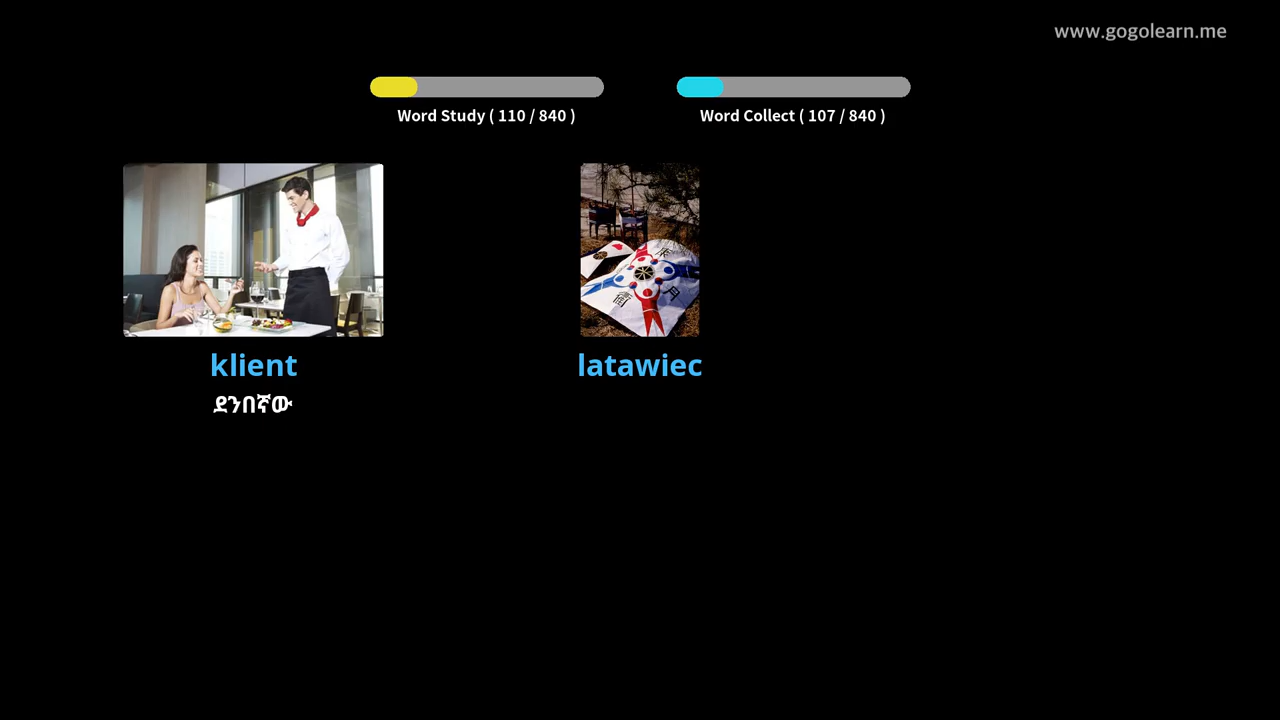 www.gogolearn.me
Word Study ( 110 / 840 )
Word Collect ( 107 / 840 )
klient
ደንበኛው
latawiec